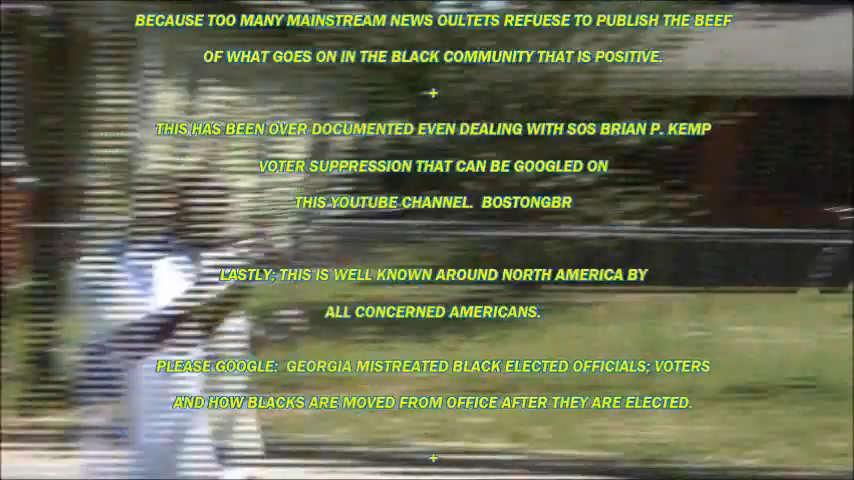 BECAUSE TOO MANY MAINSTREAM NEWS OULTETS REFUESE TO PUBLISH THE BEEF
OF WHAT GOES ON IN THE BLACK COMMUNITY THAT IS POSITIVE.
+
THIS HAS BEEN OVER DOCUMENTED EVEN DEALING WITH SOS BRIAN P. KEMP
VOTER SUPPRESSION THAT CAN BE GOOGLED ON
THIS YOUTUBE CHANNEL.  BOSTONGBR
LASTLY; THIS IS WELL KNOWN AROUND NORTH AMERICA BY
ALL CONCERNED AMERICANS.
PLEASE GOOGLE:  GEORGIA MISTREATED BLACK ELECTED OFFICIALS; VOTERS
AND HOW BLACKS ARE MOVED FROM OFFICE AFTER THEY ARE ELECTED.
+